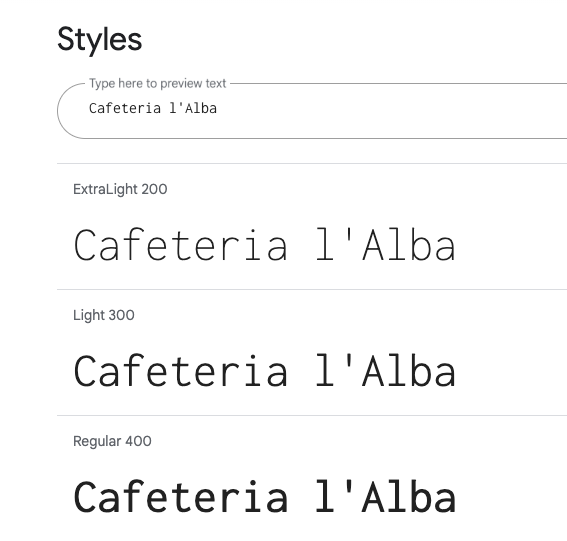 Styles
Type here to preview text
Cafeteria l'Alba
ExtraLight 200
Cafeteria l'Alba
Light 300
Cafeteria l'Alba
Regular 400
Cafeteria l'Alba